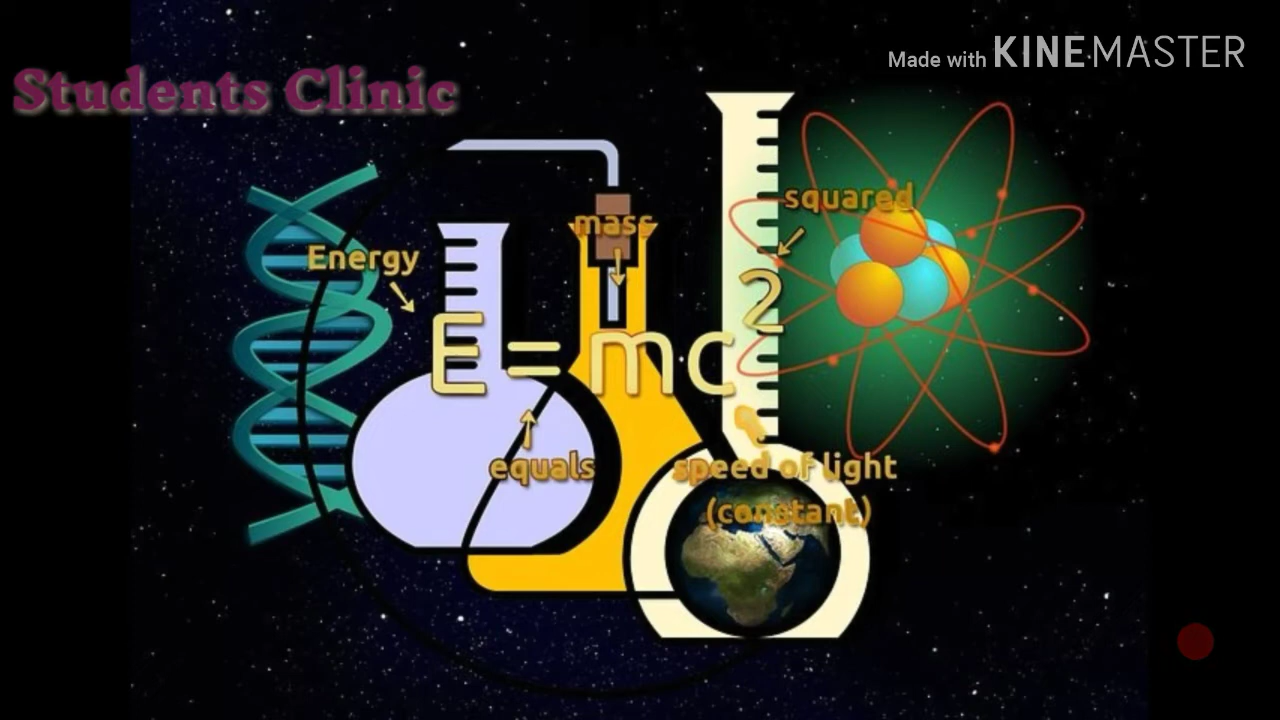 Made with KINEMASTER
Students Clinic
squared
mass
Energy
E = mc²
equals
speed of light
(constant)